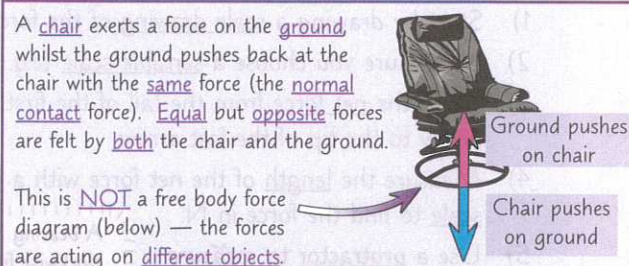 A chair exerts a force on the ground,
whilst the ground pushes back at the
chair with the same force (the normal
contact force). Equal but opposite forces
are felt by both the chair and the ground.
Ground pushes
on chair
This is NOT a free body force
diagram (below) — the forces
are acting on different objects.
Chair pushes
on ground